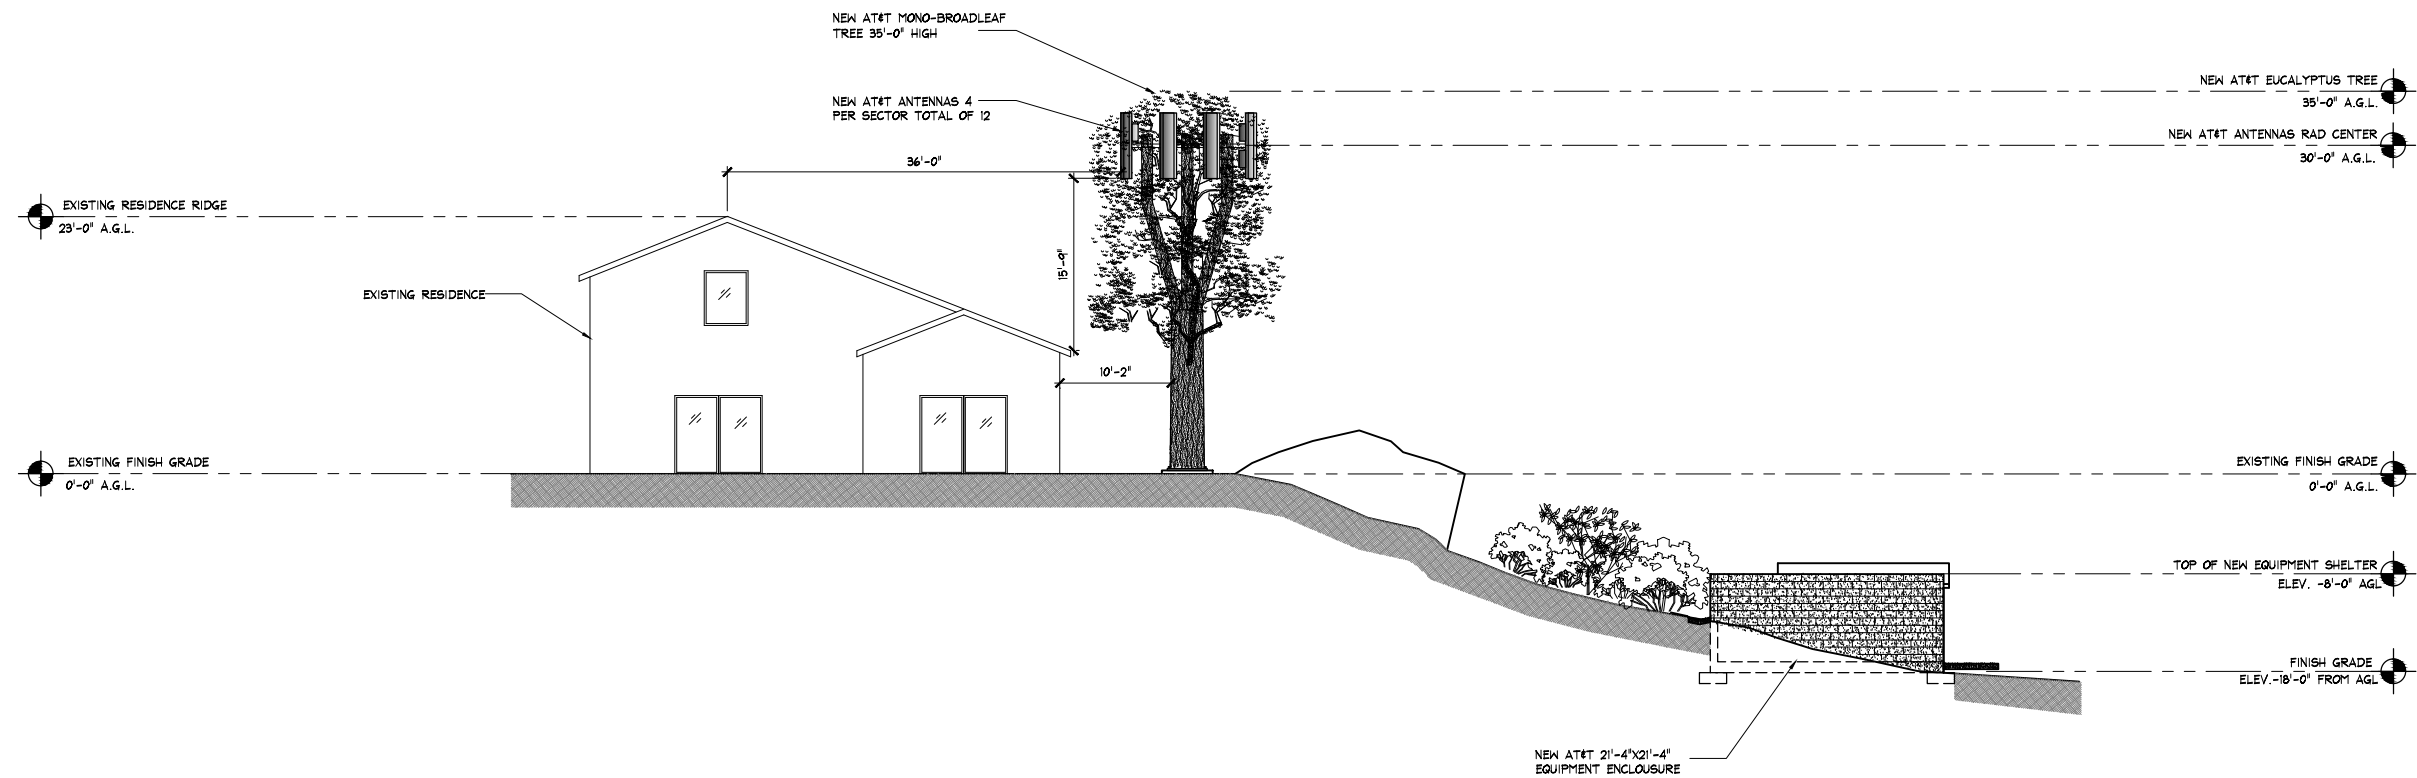 NEW AT&T MONO-BROADLEAF
TREE 35'-0" HIGH
NEW AT&T EUCALYPTUS TREE
35'-0" A.G.L.
NEW AT&T ANTENNAS 4
PER SECTOR TOTAL OF 12
NEW AT&T ANTENNAS RAD CENTER
30'-0" A.G.L.
36'-0"
EXISTING RESIDENCE RIDGE
23'-0" A.G.L.
15'-9"
EXISTING RESIDENCE
10'-2"
EXISTING FINISH GRADE
0'-0" A.G.L.
EXISTING FINISH GRADE
0'-0" A.G.L.
TOP OF NEW EQUIPMENT SHELTER
ELEV. -8'-0" AGL
FINISH GRADE
ELEV.-18'-0" FROM AGL
NEW AT&T 21'-4"X21'-4"
EQUIPMENT ENCLOUSURE